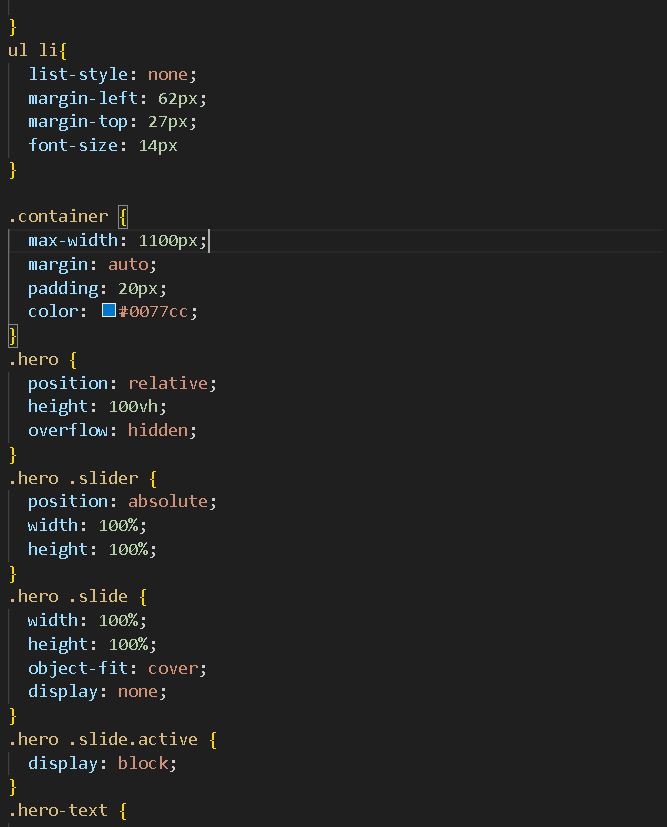 }
ul li{
  list-style: none;
  margin-left: 62px;
  margin-top: 27px;
  font-size: 14px
}

.container {
  max-width: 1100px;
  margin: auto;
  padding: 20px;
  color: #0077cc;
}
.hero {
  position: relative;
  height: 100vh;
  overflow: hidden;
}
.hero .slider {
  position: absolute;
  width: 100%;
  height: 100%;
}
.hero .slide {
  width: 100%;
  height: 100%;
  object-fit: cover;
  display: none;
}
.hero .slide.active {
  display: block;
}
.hero-text {